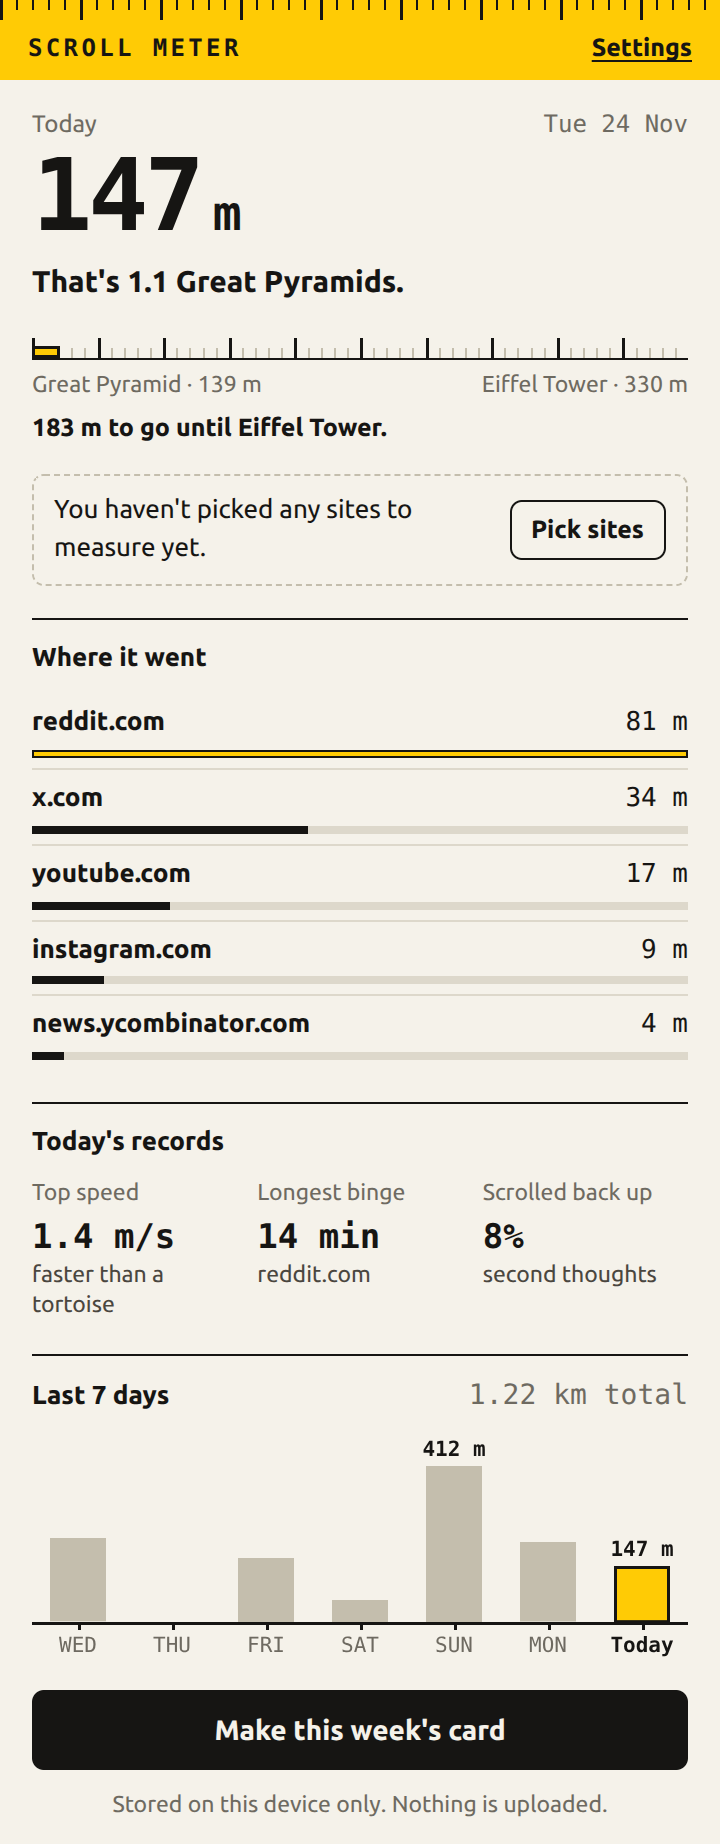 SCROLL METER
Settings
Today
Tue 24 Nov
147 m
That's 1.1 Great Pyramids.
Great Pyramid · 139 m
Eiffel Tower · 330 m
183 m to go until Eiffel Tower.
You haven't picked any sites to
measure yet.
Pick sites
Where it went
reddit.com
81 m
x.com
34 m
youtube.com
17 m
instagram.com
9 m
news.ycombinator.com
4 m
Today's records
Top speed
1.4 m/s
faster than a
tortoise
Longest binge
14 min
reddit.com
Scrolled back up
8%
second thoughts
Last 7 days
1.22 km total
412 m
147 m
WED
THU
FRI
SAT
SUN
MON
Today
Make this week's card
Stored on this device only. Nothing is uploaded.